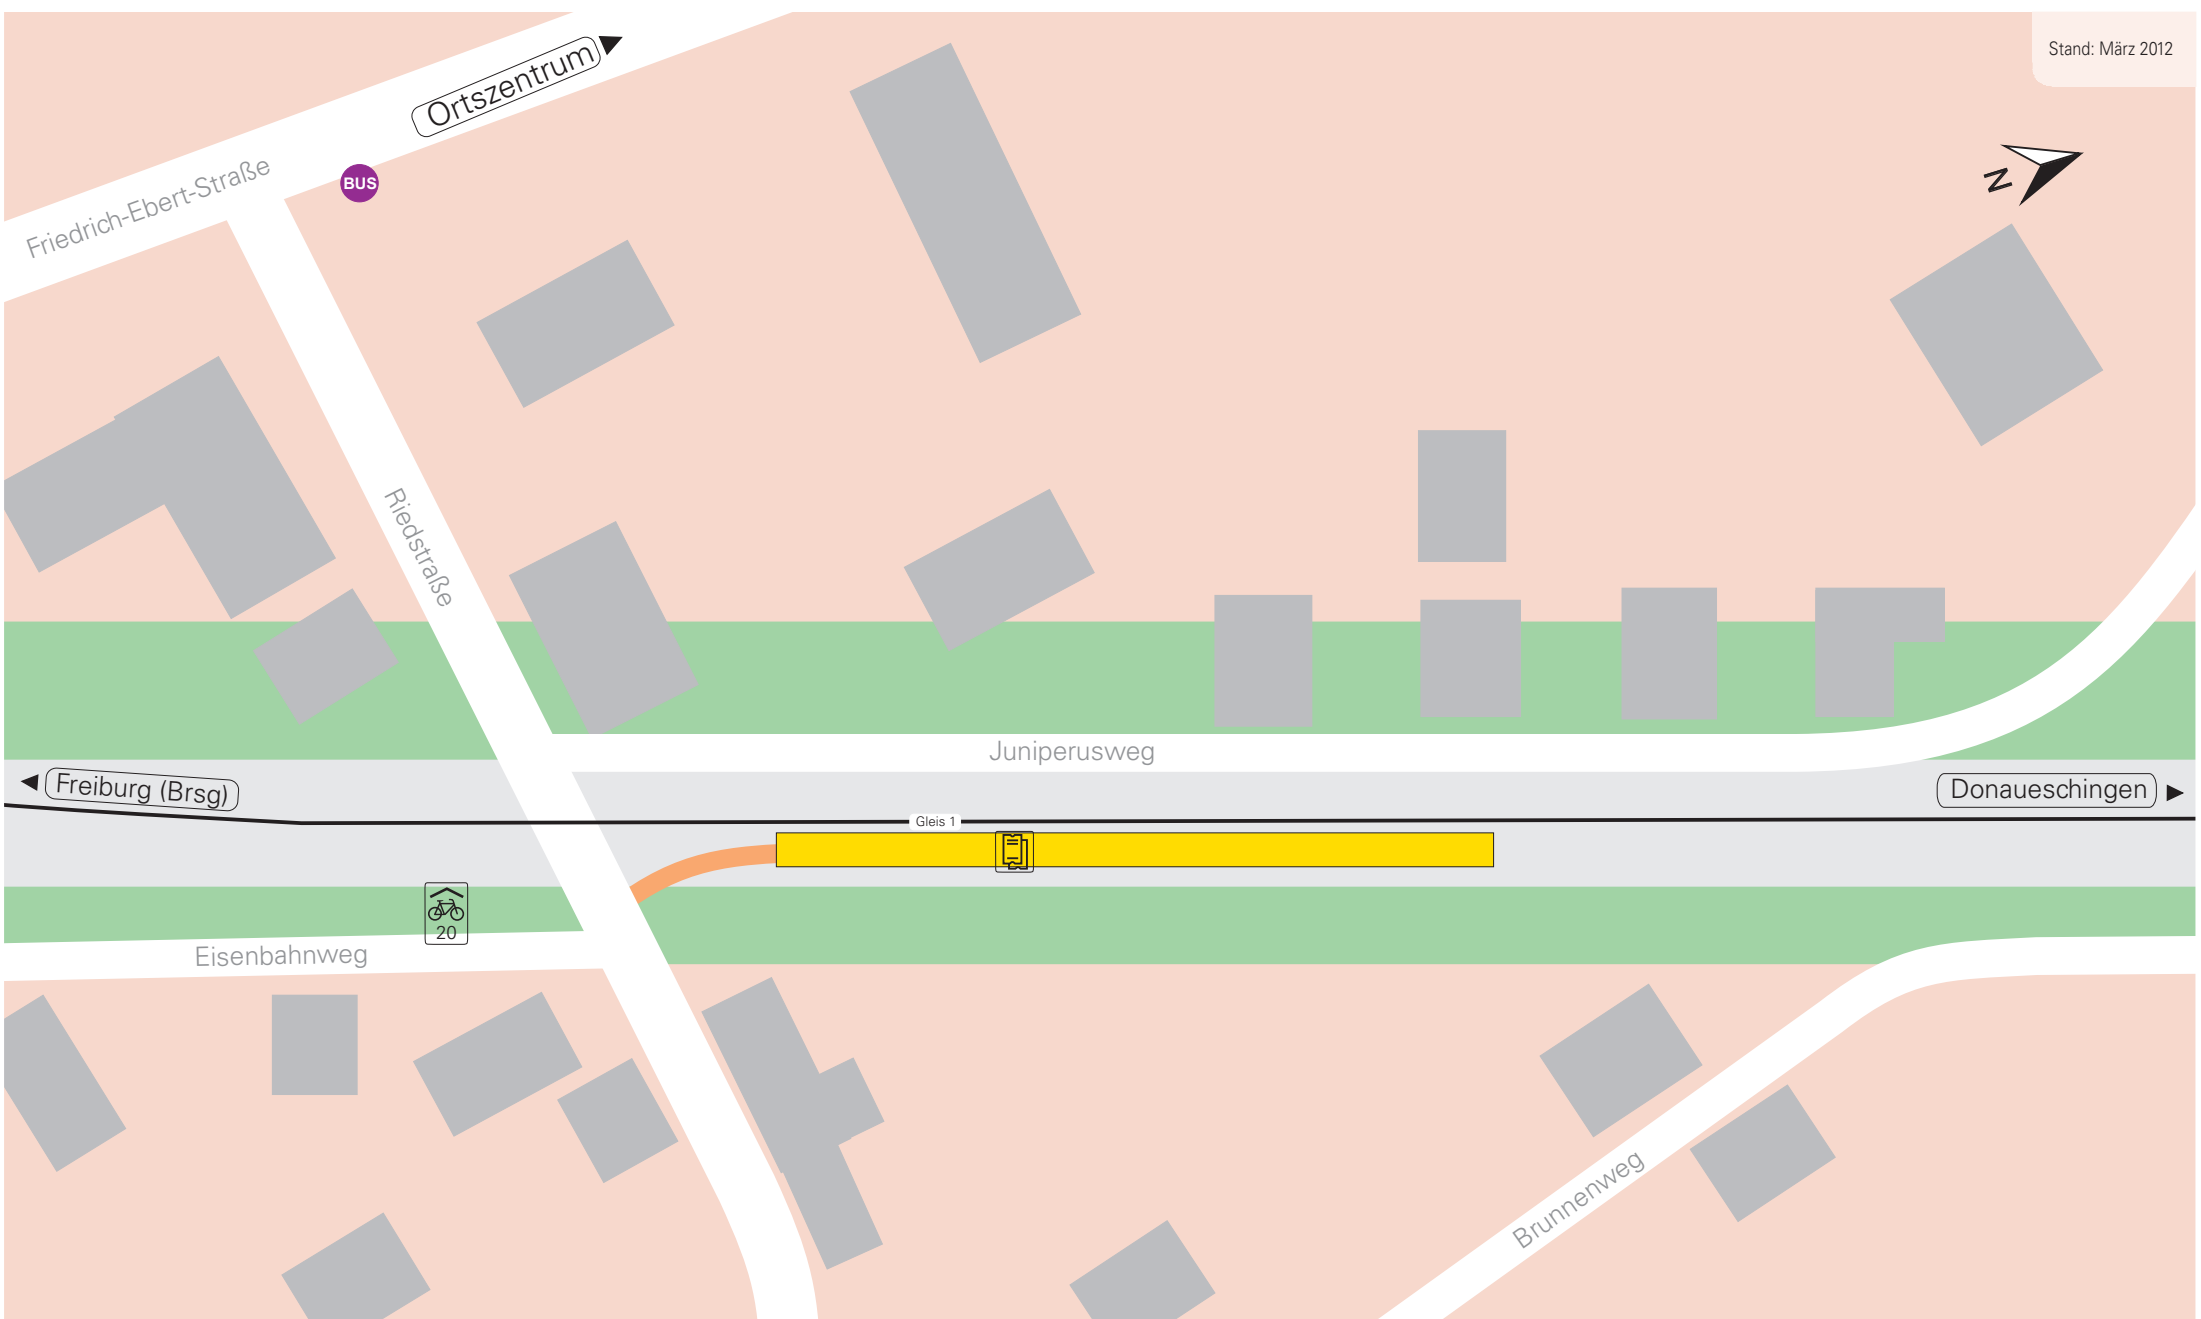 Stand: März 2012
Ortszentrum
Friedrich-Ebert-Straße
BUS
N
Riedstraße
Juniperusweg
Freiburg (Brsg)
Donaueschingen
Gleis 1
20
Eisenbahnweg
Brunnenweg